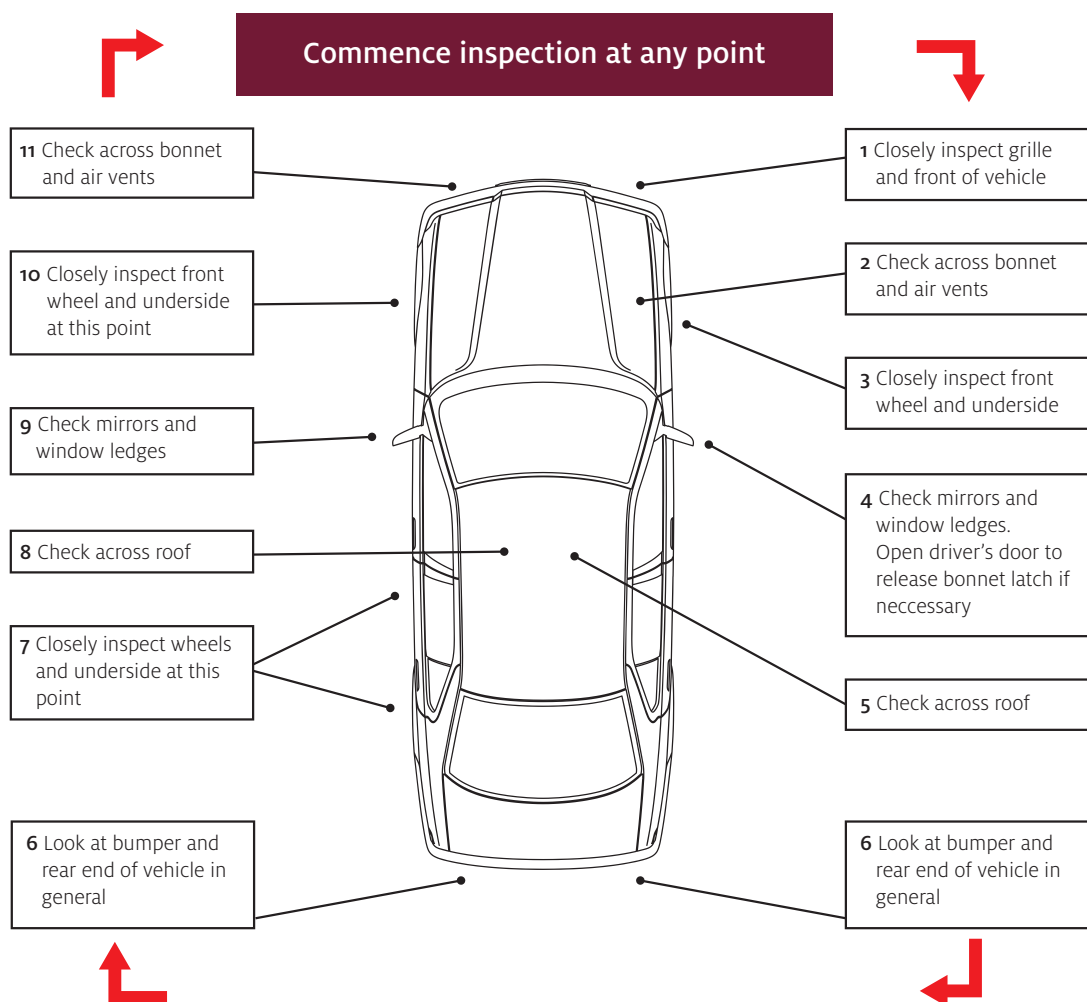 Commence inspection at any point
11 Check across bonnet
and air vents
1 Closely inspect grille
and front of vehicle
10 Closely inspect front
wheel and underside
at this point
2 Check across bonnet
and air vents
3 Closely inspect front
wheel and underside
9 Check mirrors and
window ledges
4 Check mirrors and
window ledges.
Open driver’s door to
release bonnet latch if
neccessary
8 Check across roof
7 Closely inspect wheels
and underside at this
point
5 Check across roof
6 Look at bumper and
rear end of vehicle in
general
6 Look at bumper and
rear end of vehicle in
general